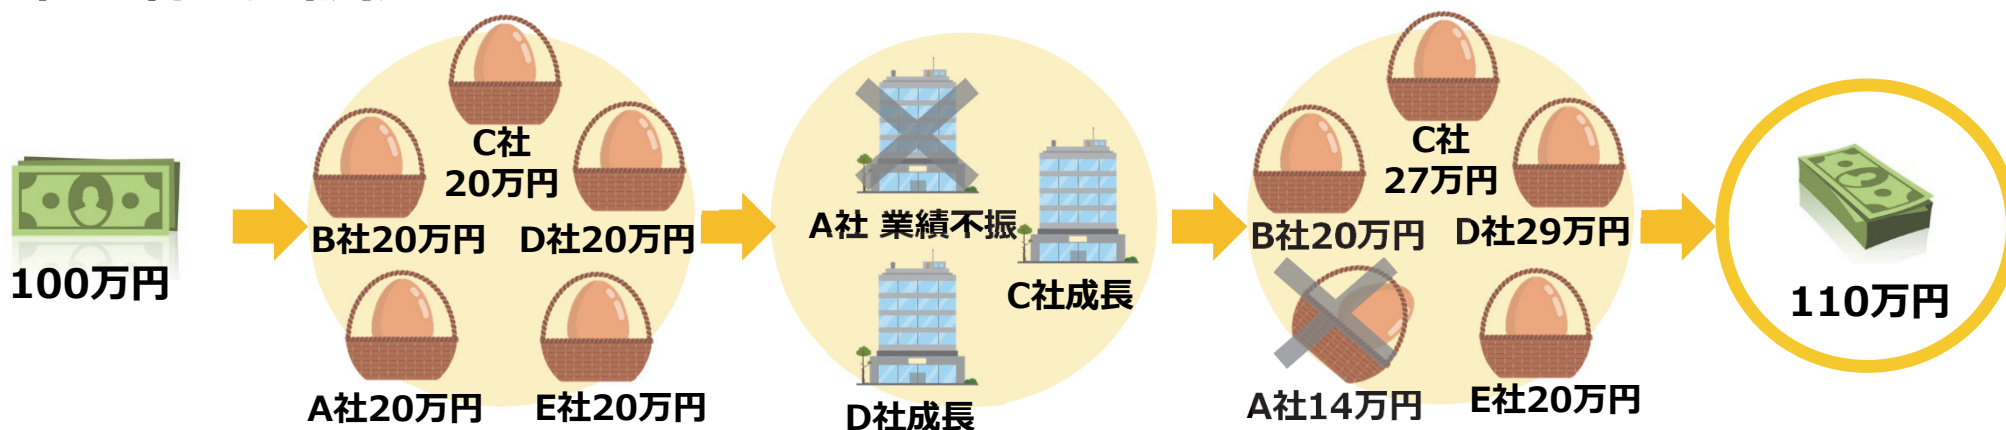 100万円
C社
20万円
B社20万円
D社20万円
A社20万円
E社20万円
A社 業績不振
C社成長
D社成長
C社
27万円
B社20万円
D社29万円
A社14万円
E社20万円
110万円